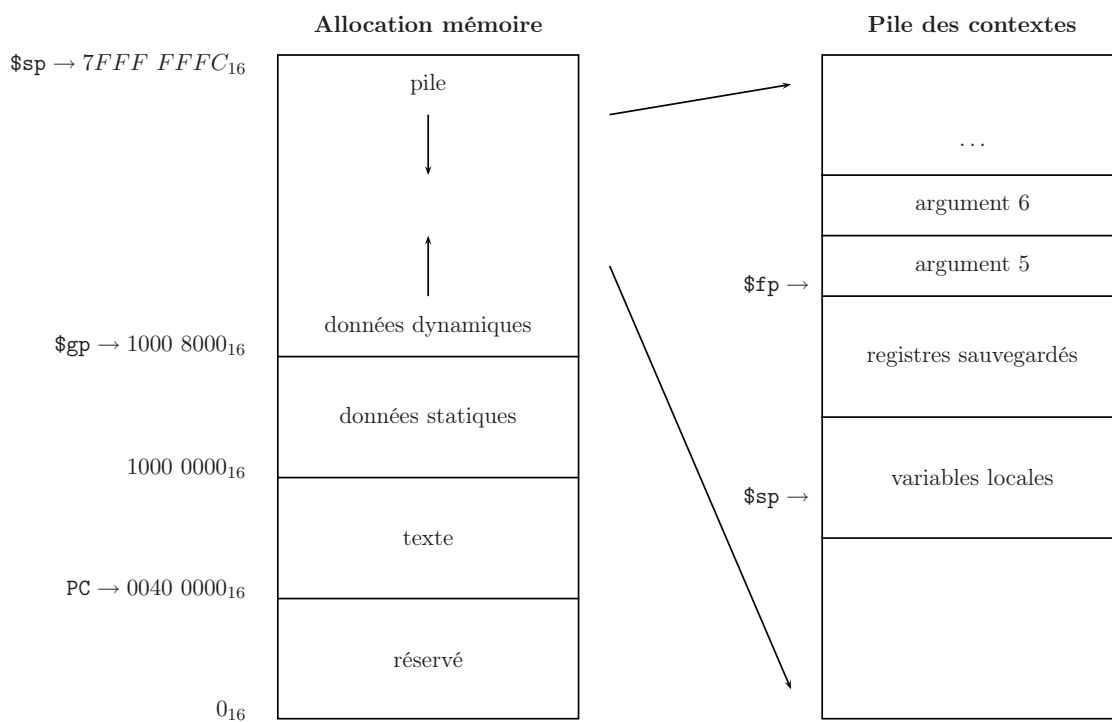 Allocation mémoire
Pile des contextes
$sp → 7FFF FFFC16
pile
...
argument 6
argument 5
$fp →
données dynamiques
$gp → 1000 800016
registres sauvegardés
données statiques
1000 000016
variables locales
$sp →
texte
PC → 0040 000016
réservé
016